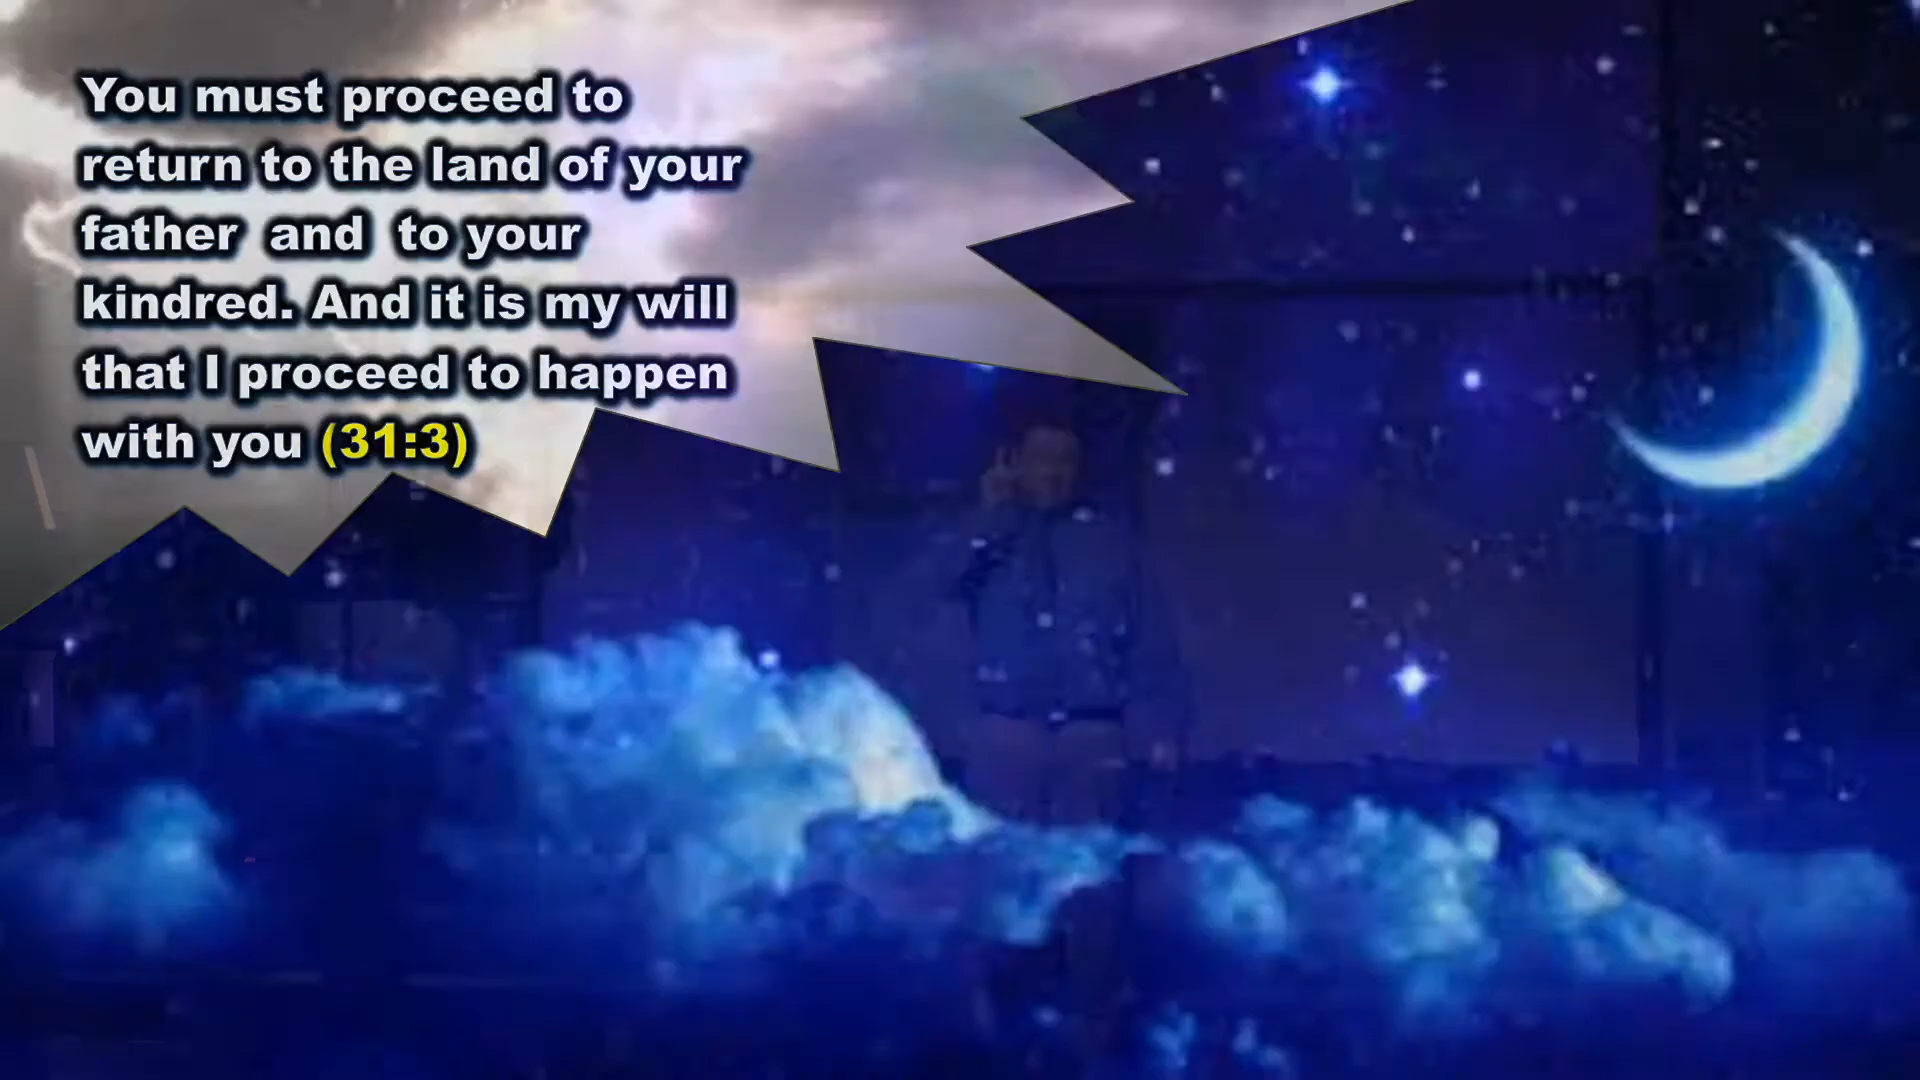 You must proceed to
return to the land of your
father and to your
kindred. And it is my will
that I proceed to happen
with you (31:3)